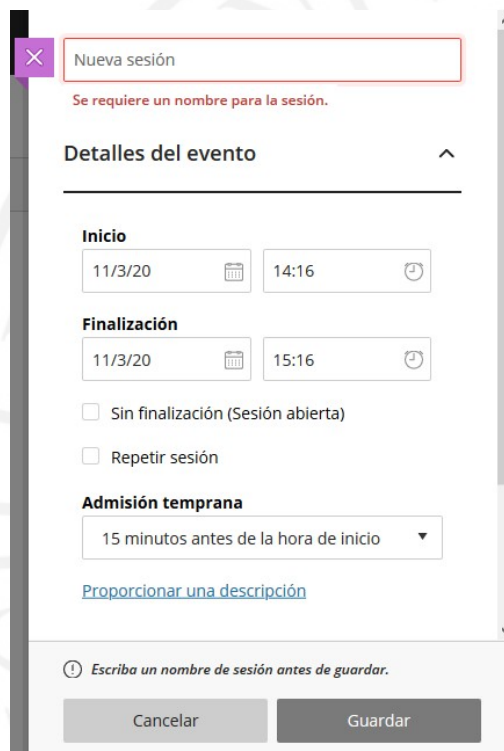 Nueva sesión
Se requiere un nombre para la sesión.
Detalles del evento
Inicio
11/3/20
14:16
Finalización
11/3/20
15:16
Sin finalización (Sesión abierta)
Repetir sesión
Admisión temprana
15 minutos antes de la hora de inicio
Proporcionar una descripción
Escriba un nombre de sesión antes de guardar.
Cancelar
Guardar